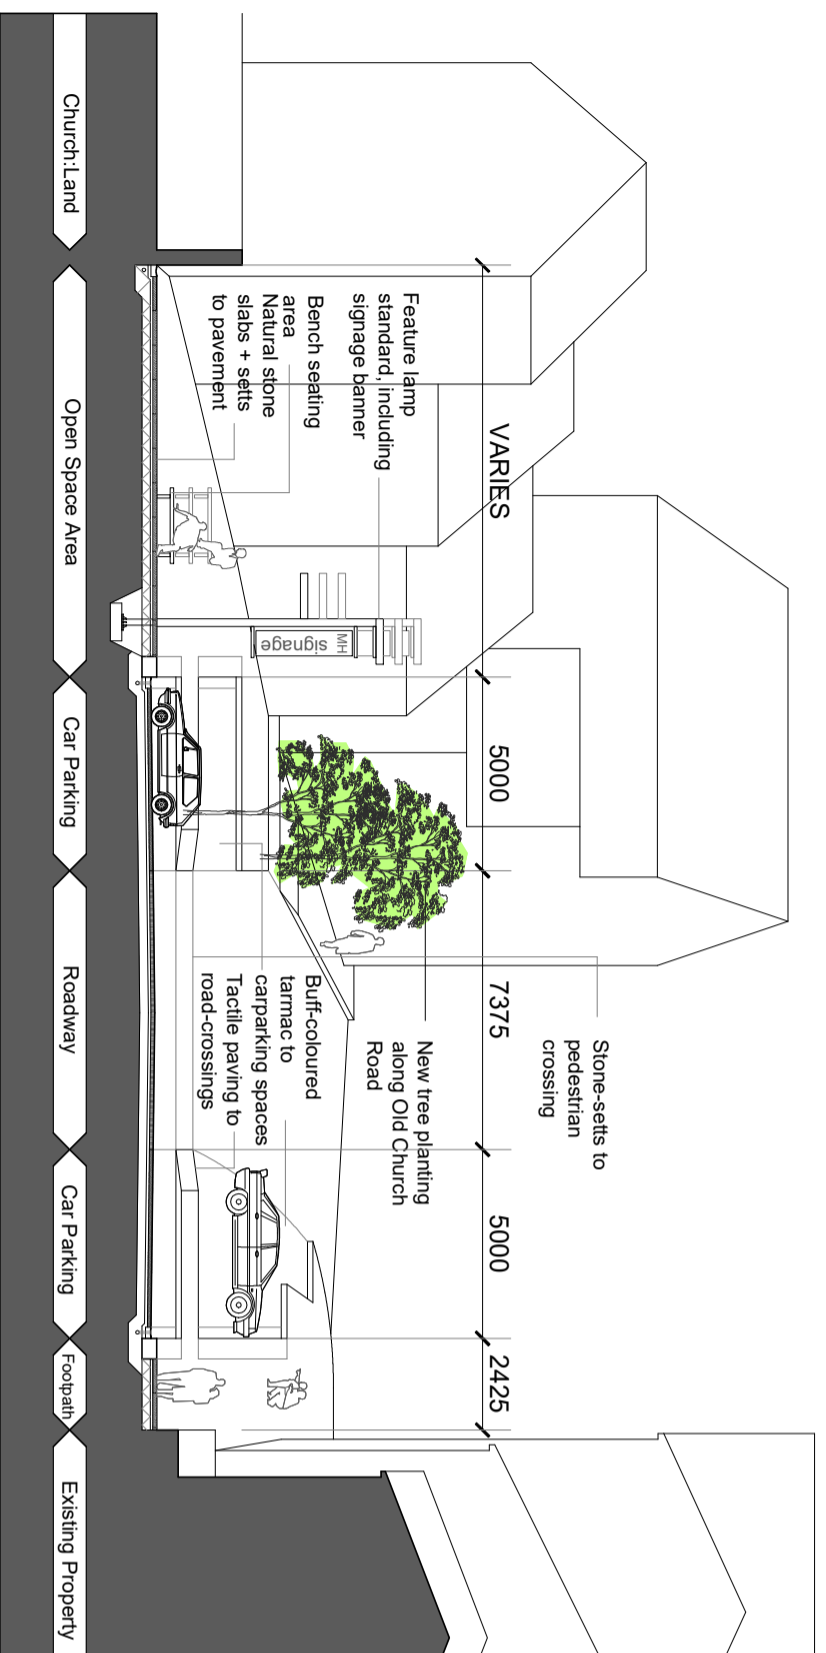 Stone-setts to
pedestrian
crossing
VARIES
5000
7375
5000
2425
Feature lamp
standard, including
signage banner
New tree planting
along Old Church
Road
Bench seating
area
Natural stone
slabs + setts
to pavement
Buff-coloured
tarmac to
carparking spaces
Tactile paving to
road-crossings
HM
signage
Church:Land
Open Space Area
Car Parking
Roadway
Car Parking
Footpath
Existing Property